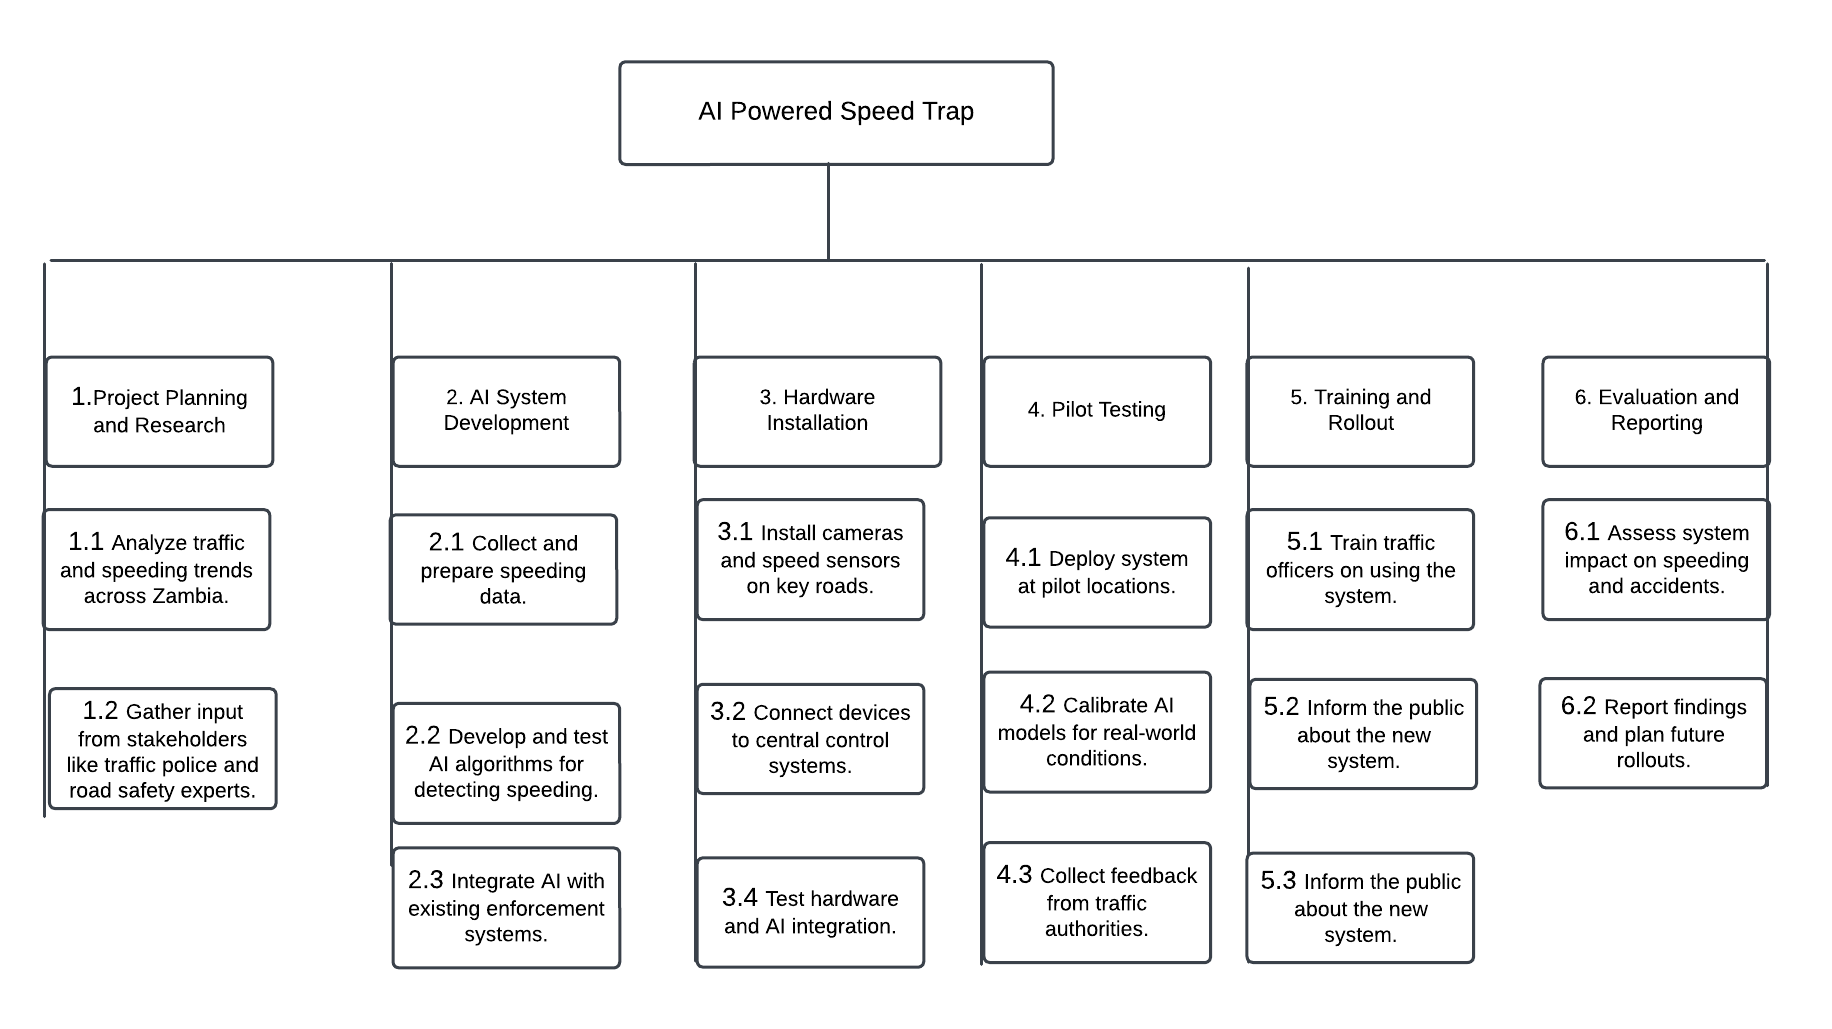 AI Powered Speed Trap
1.Project Planning
and Research
1.1 Analyze traffic
and speeding trends
across Zambia.
1.2 Gather input
from stakeholders
like traffic police and
road safety experts.
2. AI System
Development
2.1 Collect and
prepare speeding
data.
2.2 Develop and test
AI algorithms for
detecting speeding.
2.3 Integrate AI with
existing enforcement
systems.
3. Hardware
Installation
3.1 Install cameras
and speed sensors
on key roads.
3.2 Connect devices
to central control
systems.
3.4 Test hardware
and AI integration.
4. Pilot Testing
4.1 Deploy system
at pilot locations.
4.2 Calibrate AI
models for real-world
conditions.
4.3 Collect feedback
from traffic
authorities.
5. Training and
Rollout
5.1 Train traffic
officers on using the
system.
5.2 Inform the public
about the new
system.
5.3 Inform the public
about the new
system.
6. Evaluation and
Reporting
6.1 Assess system
impact on speeding
and accidents.
6.2 Report findings
and plan future
rollouts.